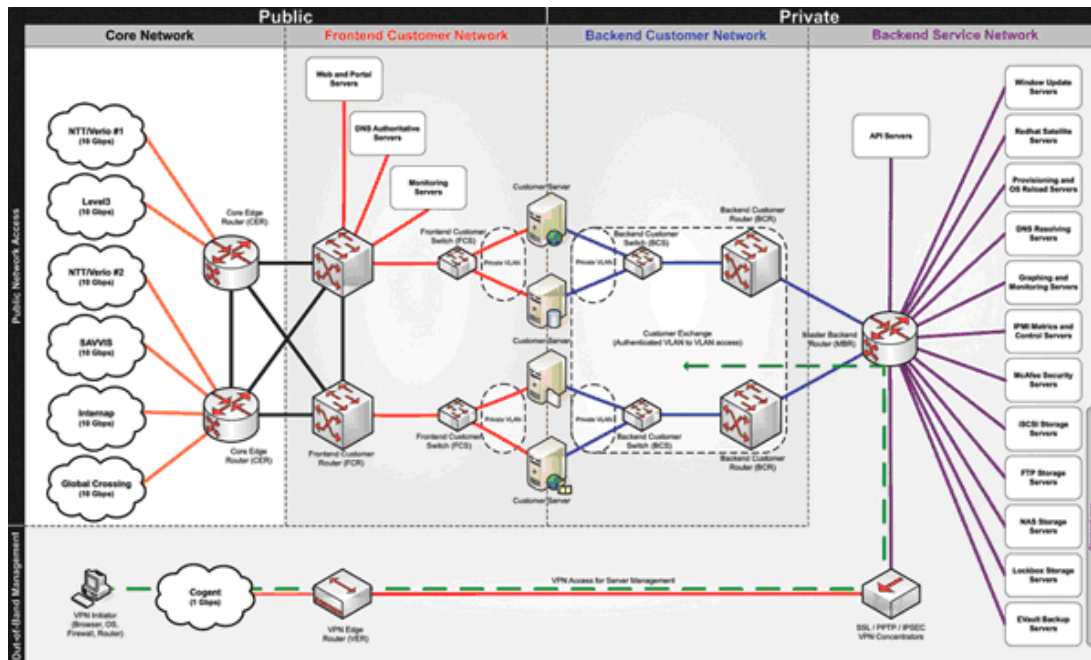 Public
Private
Core Network
Frontend Customer Network
Backend Customer Network
Backend Service Network
Public Network Access
Out-of-Band Management
NTT/Verio #1
(10 Gbps)
Level3
(10 Gbps)
NTT/Verio #2
(10 Gbps)
SAVVIS
(10 Gbps)
Internap
(10 Gbps)
Global Crossing
(10 Gbps)
Core Edge
Router (CER)
Core Edge
Router (CER)
Web and Portal
Servers
DNS Authoritative
Servers
Monitoring
Servers
Frontend Customer
Router (FCR)
Frontend Customer
Switch (FCS)
Frontend Customer
Switch (FCS)
Private VLAN
Private VLAN
Customer Server
Customer Server
Customer Server
Customer Server
Private VLAN
Private VLAN
Backend Customer
Switch (BCS)
Backend Customer
Switch (BCS)
Backend Customer
Router (BCR)
Backend Customer
Router (BCR)
Customer Exchange
(Authenticated VLAN to VLAN access)
Master Backend
Router (MBR)
API Servers
Window Update
Servers
Redhat Satellite
Servers
Provisioning and
OS Reload Servers
DNS Resolving
Servers
Graphing and
Monitoring Servers
IPMI Metrics and
Control Servers
McAfee Security
Servers
iSCSI Storage
Servers
FTP Storage
Servers
NAS Storage
Servers
Lockbox Storage
Servers
EVault Backup
Servers
VPN Initiator
(Browser, OS,
Firewall, Router)
Cogent
(1 Gbps)
VPN Edge
Router (VER)
VPN Access for Server Management
SSL / PPTP / IPSEC
VPN Concentrators